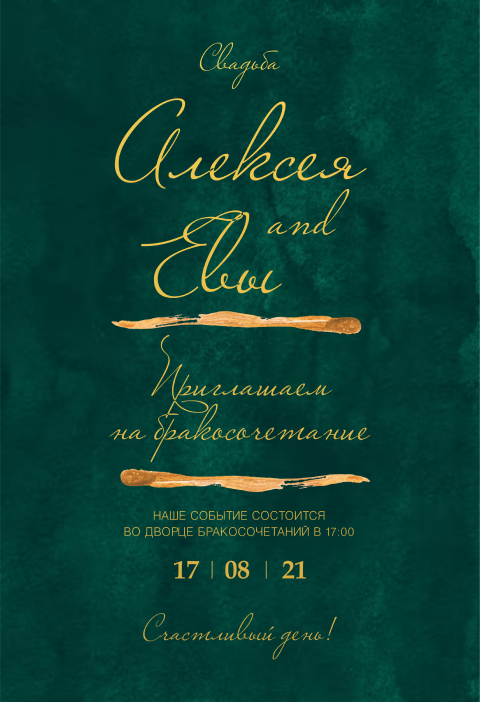 Свадьба
Алексея
and
Евы
Приглашаем
на бракосочетание
НАШЕ СОБЫТИЕ СОСТОИТСЯ
ВО ДВОРЦЕ БРАКОСОЧЕТАНИЙ В 17:00
17 | 08 | 21
Счастливый день!